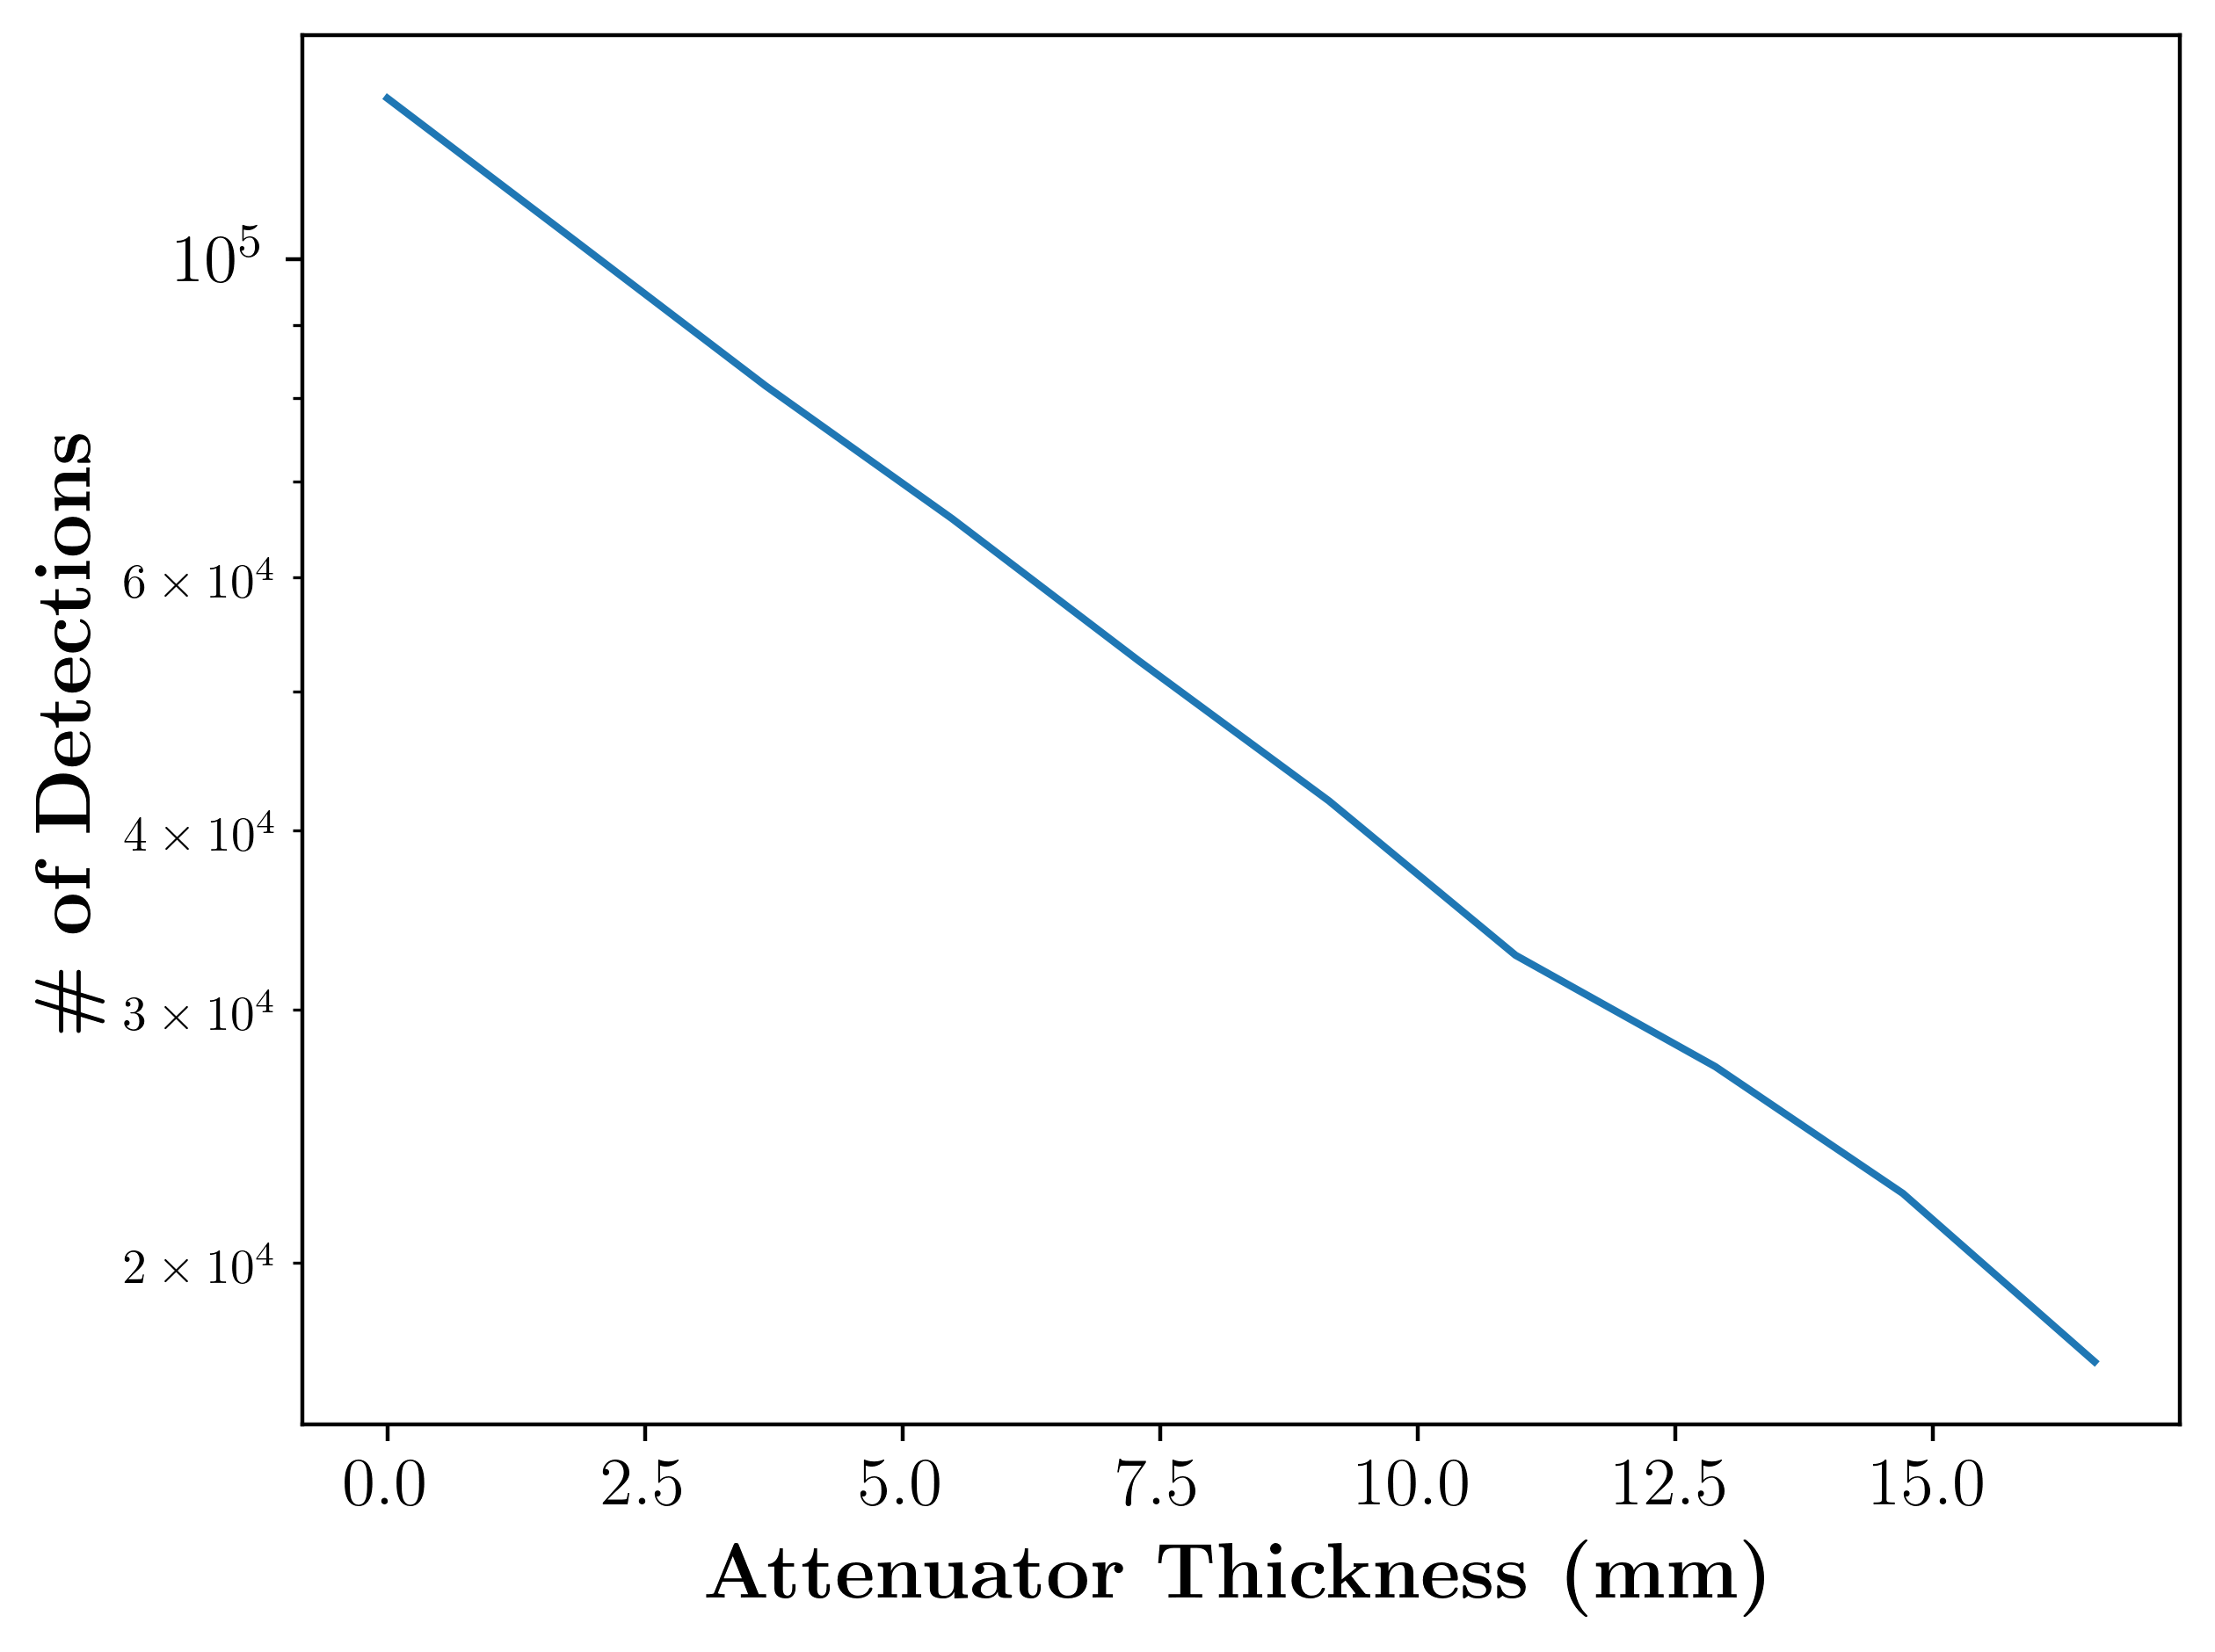 # of Detections
10^5
6 × 10^4
4 × 10^4
3 × 10^4
2 × 10^4
0.0 2.5 5.0 7.5 10.0 12.5 15.0
Attenuator Thickness (mm)